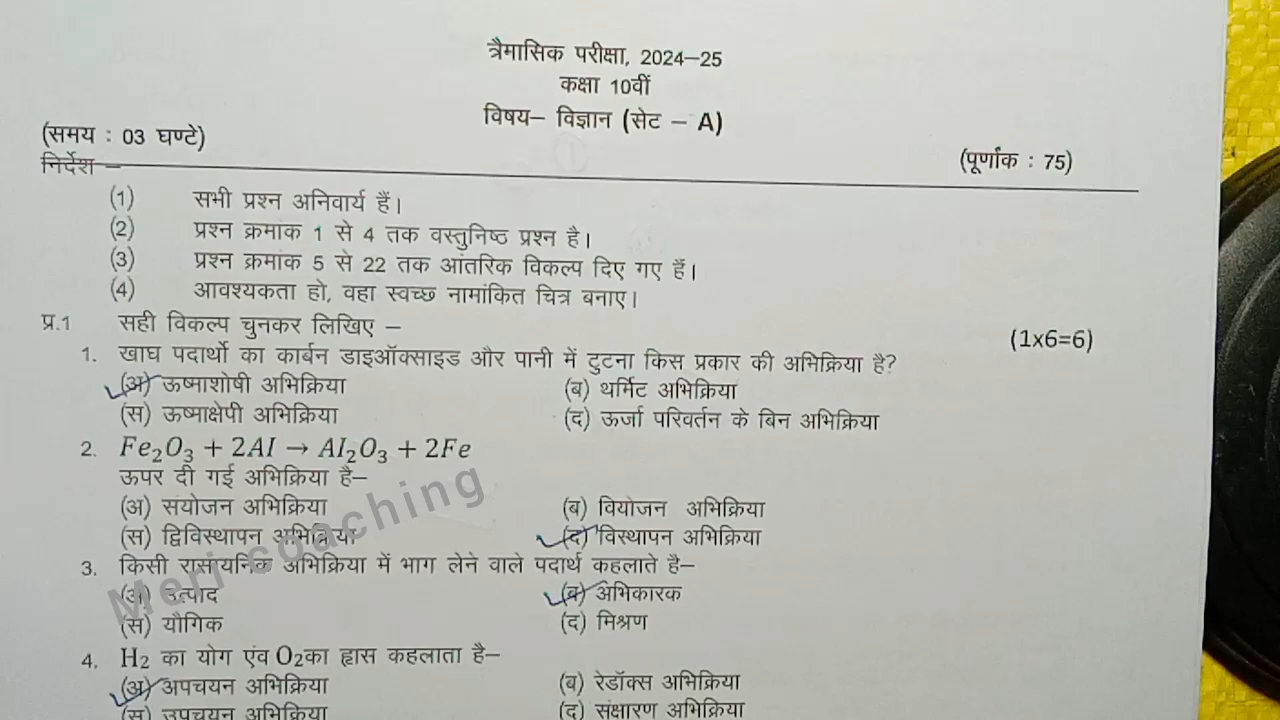 त्रैमासिक परीक्षा, 2024–25
कक्षा 10वीं
विषय– विज्ञान (सेट – A)
(समय : 03 घण्टे)
(पूर्णांक : 75)
निर्देश –
(1) सभी प्रश्न अनिवार्य हैं।
(2) प्रश्न क्रमांक 1 से 4 तक वस्तुनिष्ठ प्रश्न है।
(3) प्रश्न क्रमांक 5 से 22 तक आंतरिक विकल्प दिए गए हैं।
(4) आवश्यकता हो, वहा स्वच्छ नामांकित चित्र बनाए।
प्र.1 सही विकल्प चुनकर लिखिए – (1x6=6)
1. खाघ पदार्थो का कार्बन डाइऑक्साइड और पानी में टुटना किस प्रकार की अभिक्रिया है?
(अ) ऊष्माशोषी अभिक्रिया (ब) थर्मिट अभिक्रिया
(स) ऊष्माक्षेपी अभिक्रिया (द) ऊर्जा परिवर्तन के बिन अभिक्रिया
2. Fe₂O₃ + 2AI → AI₂O₃ + 2Fe
ऊपर दी गई अभिक्रिया है–
(अ) संयोजन अभिक्रिया (ब) वियोजन अभिक्रिया
(स) द्विविस्थापन अभिक्रिया (द) विस्थापन अभिक्रिया
3. किसी रासायनिक अभिक्रिया में भाग लेने वाले पदार्थ कहलाते है–
(अ) उत्पाद (ब) अभिकारक
(स) यौगिक (द) मिश्रण
4. H₂ का योग एंव O₂का ह्रास कहलाता है–
(अ) अपचयन अभिक्रिया (ब) रेडॉक्स अभिक्रिया
(स) उपचयन अभिक्रिया (द) संक्षारण अभिक्रिया
Meri coaching